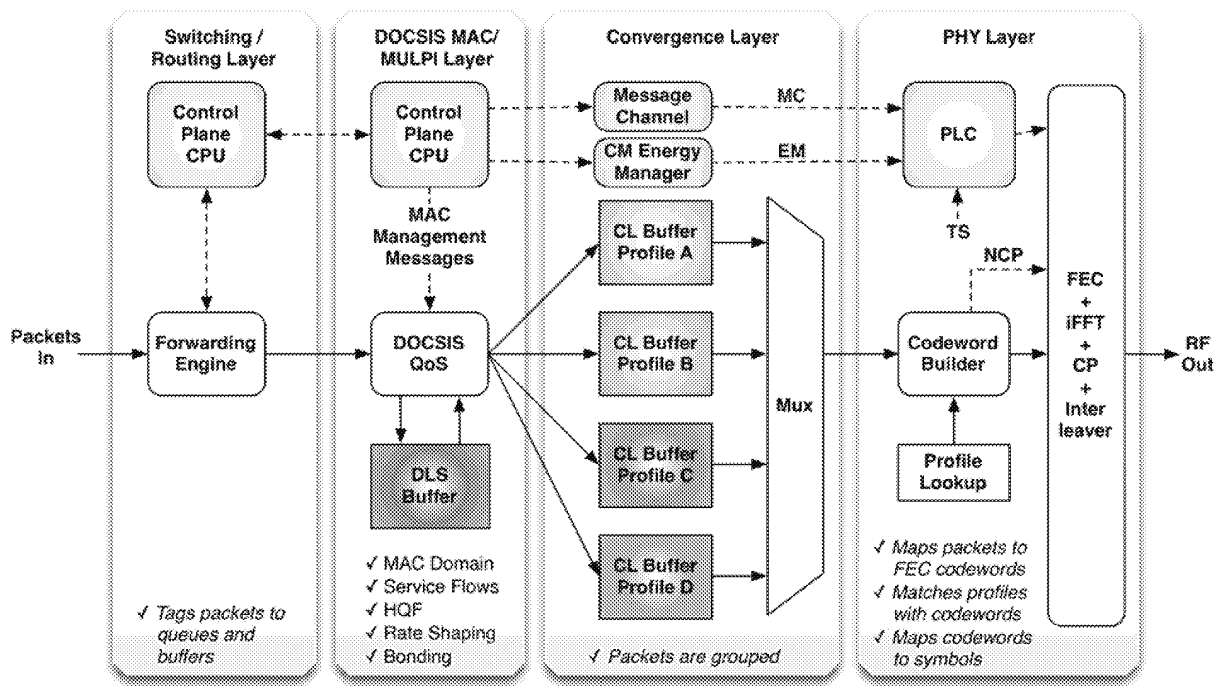 Switching /
Routing Layer
Control
Plane
CPU
Packets
In
Forwarding
Engine
✓ Tags packets to
queues and
buffers
DOCSIS MAC/
MULPI Layer
Control
Plane
CPU
MAC
Management
Messages
DOCSIS
QoS
DLS
Buffer
✓ MAC Domain
✓ Service Flows
✓ HQF
✓ Rate Shaping
✓ Bonding
Convergence Layer
Message
Channel
MC
CM Energy
Manager
EM
CL Buffer
Profile A
CL Buffer
Profile B
CL Buffer
Profile C
CL Buffer
Profile D
Mux
✓ Packets are grouped
PHY Layer
PLC
TS
NCP
Codeword
Builder
Profile
Lookup
✓ Maps packets to
FEC codewords
✓ Matches profiles
with codewords
✓ Maps codewords
to symbols
FEC
+
iFFT
+
CP
+
Inter
leaver
RF
Out